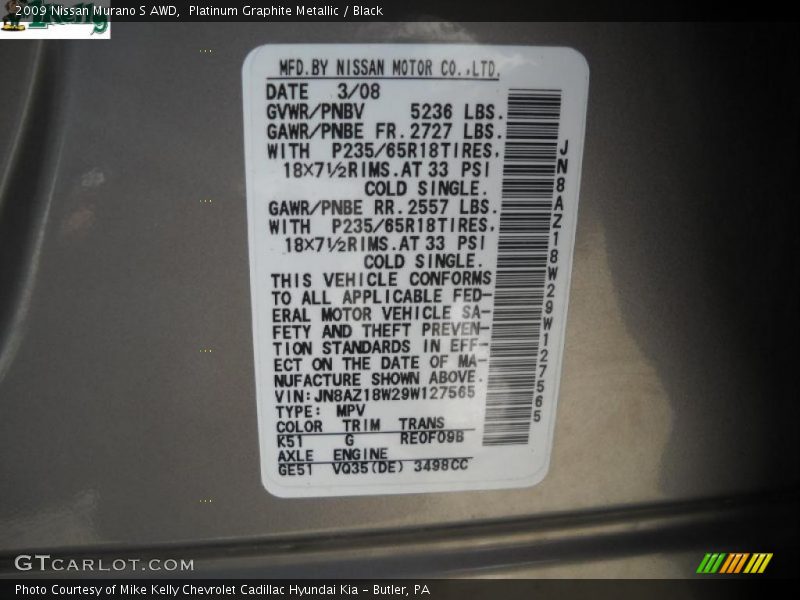 2009 Nissan Murano S AWD,  Platinum Graphite Metallic / Black
MFD.BY NISSAN MOTOR CO.,LTD.
DATE 3/08
GVWR/PNBV 5236 LBS.
GAWR/PNBE FR. 2727 LBS.
WITH P235/65R18TIRES,
18X7½RIMS.AT 33 PSI
COLD SINGLE.
GAWR/PNBE RR. 2557 LBS.
WITH P235/65R18TIRES,
18X7½RIMS.AT 33 PSI
COLD SINGLE.
THIS VEHICLE CONFORMS
TO ALL APPLICABLE FED-
ERAL MOTOR VEHICLE SA-
FETY AND THEFT PREVEN-
TION STANDARDS IN EFF-
ECT ON THE DATE OF MA-
NUFACTURE SHOWN ABOVE.
VIN:JN8AZ18W29W127565
TYPE: MPV
COLOR TRIM TRANS
K51 G RE0F09B
AXLE ENGINE
GE51 VQ35(DE) 3498CC
JN8AZ18W29W127565
GTCARLOT.COM
Photo Courtesy of Mike Kelly Chevrolet Cadillac Hyundai Kia - Butler, PA